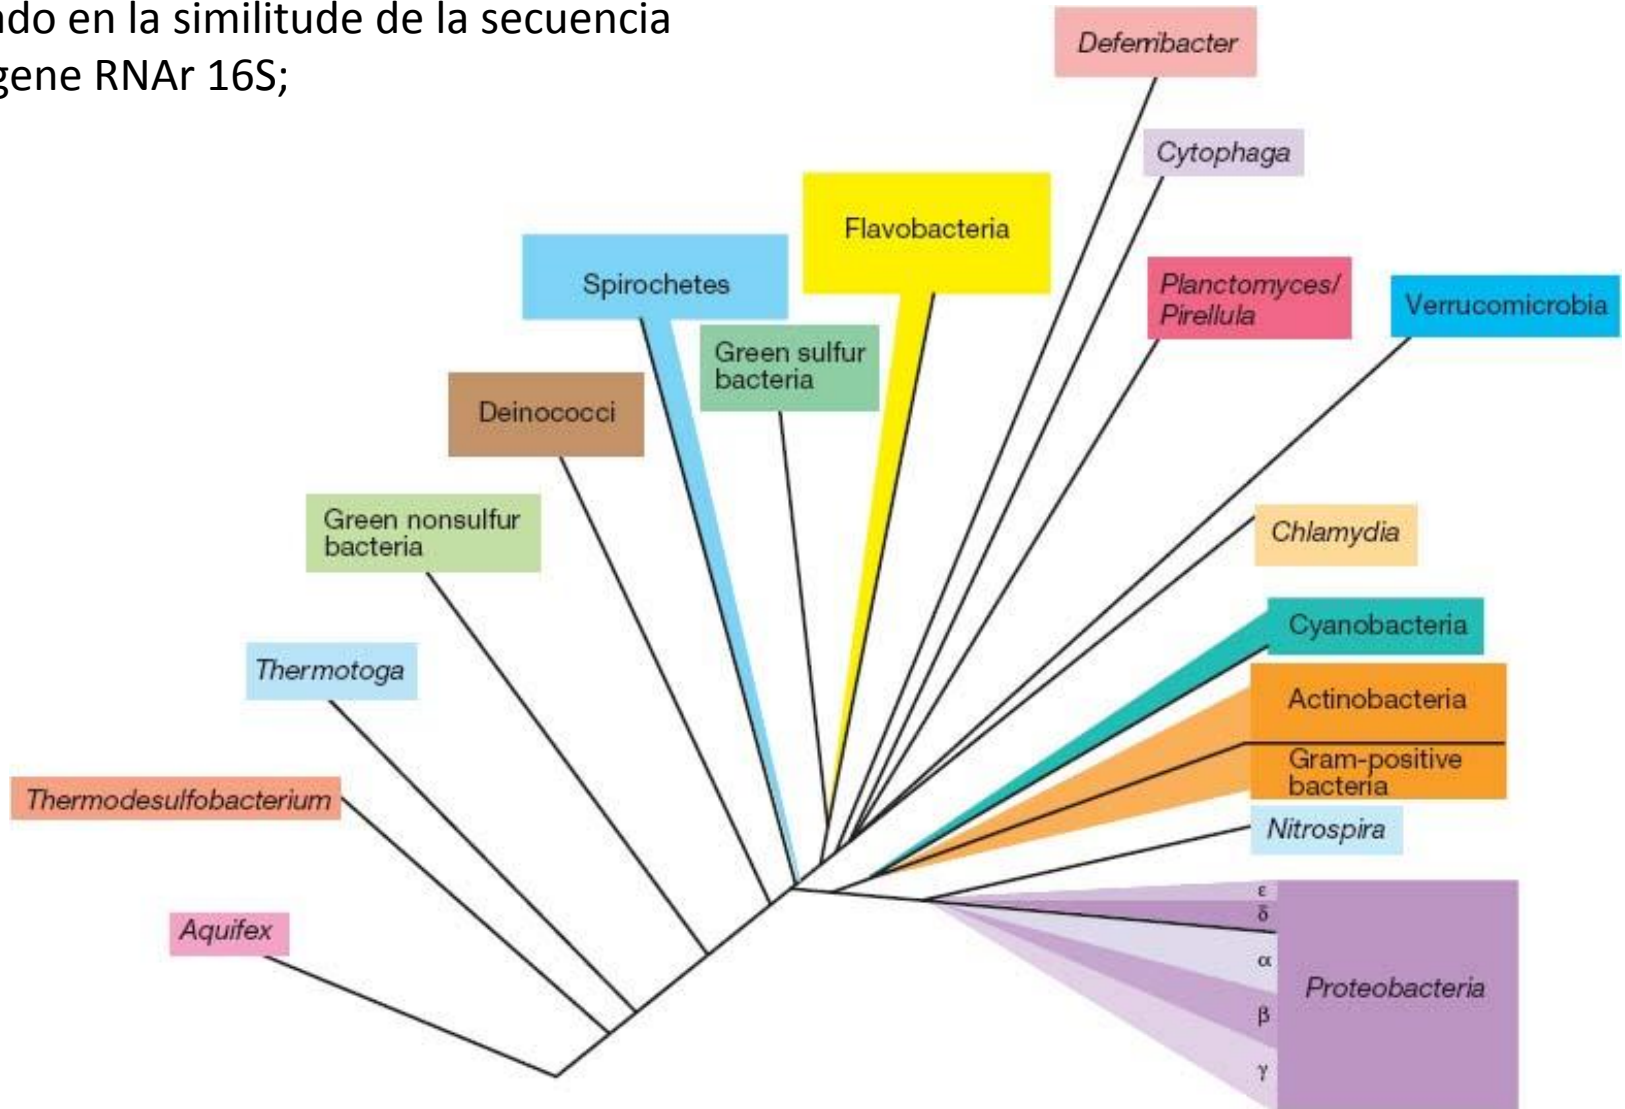 ado en la similitude de la secuencia
gene RNAr 16S;
Deferribacter
Cytophaga
Flavobacteria
Spirochetes
Planctomyces/
Pirellula
Verrucomicrobia
Green sulfur
bacteria
Deinococci
Green nonsulfur
bacteria
Chlamydia
Cyanobacteria
Thermotoga
Actinobacteria
Gram-positive
bacteria
Thermodesulfobacterium
Nitrospira
Aquifex
ε
δ
α
β
γ
Proteobacteria